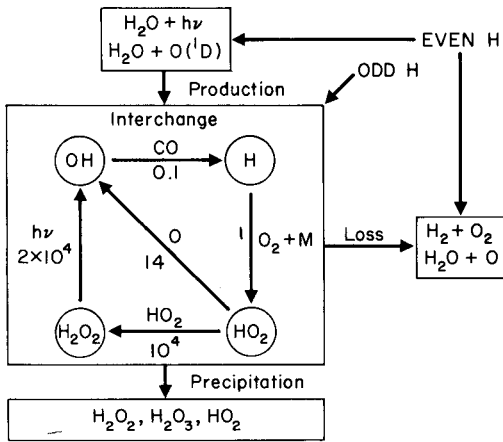 H₂O + hν
H₂O + O(¹D)
EVEN H
Production
ODD H
Interchange
OH
CO
0.1
H
hν
2×10⁴
O
14
1
O₂ + M
Loss
H₂ + O₂
H₂O + O
H₂O₂
HO₂
10⁴
HO₂
Precipitation
H₂O₂, H₂O₃, HO₂